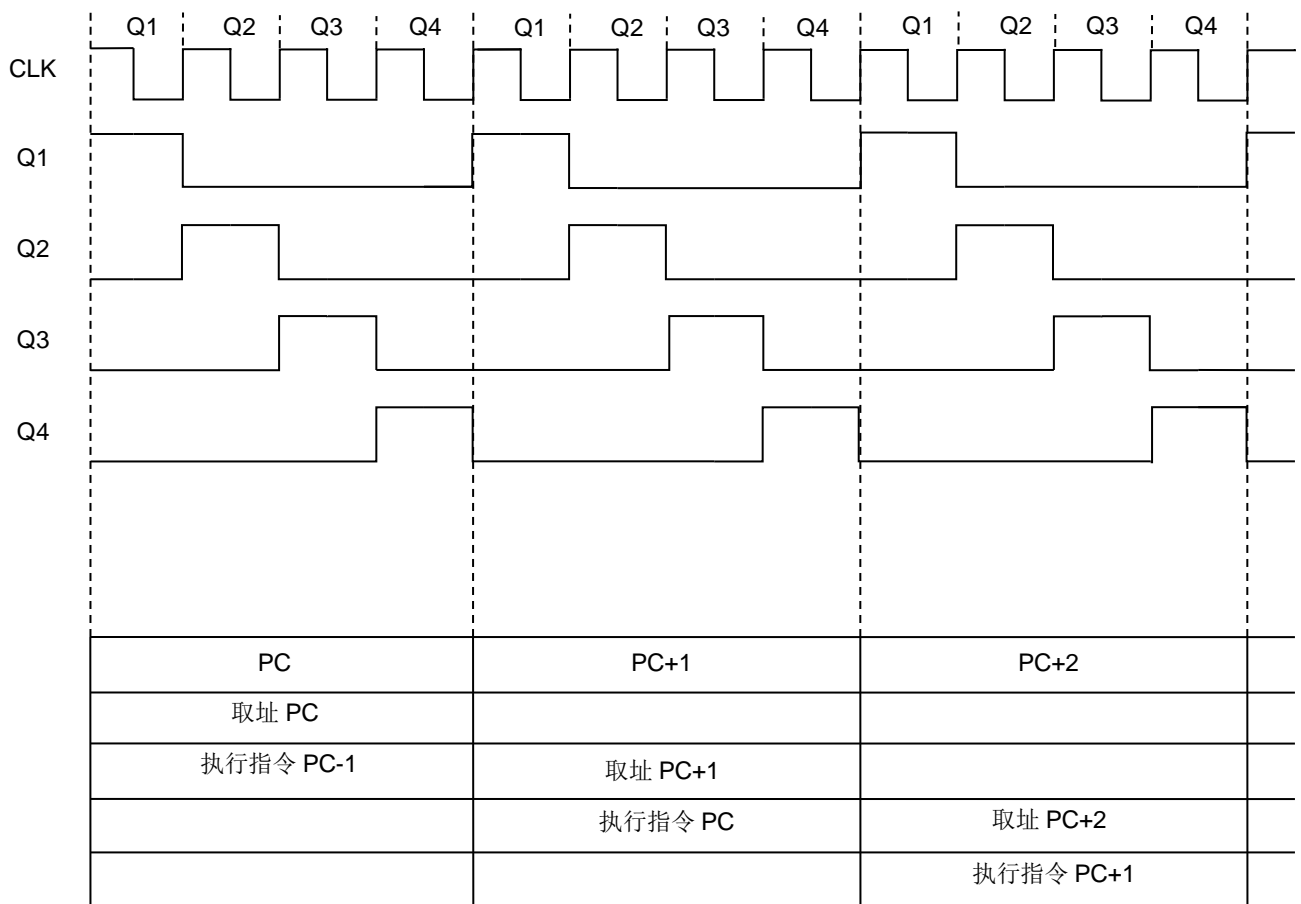 Q1 Q2 Q3 Q4 Q1 Q2 Q3 Q4 Q1 Q2 Q3 Q4
CLK
Q1
Q2
Q3
Q4
PC PC+1 PC+2
取址 PC
执行指令 PC-1 取址 PC+1
执行指令 PC 取址 PC+2
执行指令 PC+1